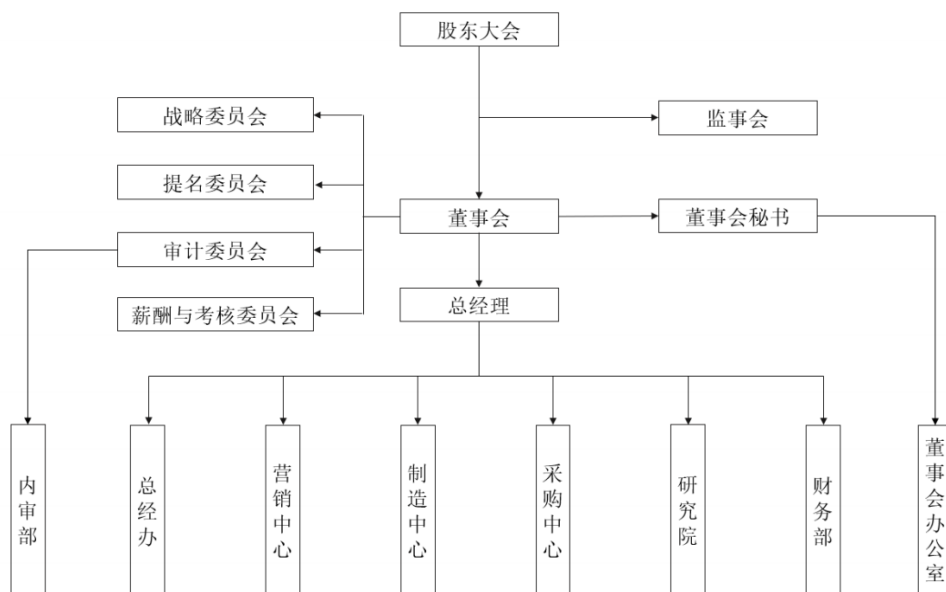 股东大会
战略委员会
监事会
提名委员会
董事会
董事会秘书
审计委员会
总经理
薪酬与考核委员会
内审部
总经办
营销中心
制造中心
采购中心
研究院
财务部
董事会办公室